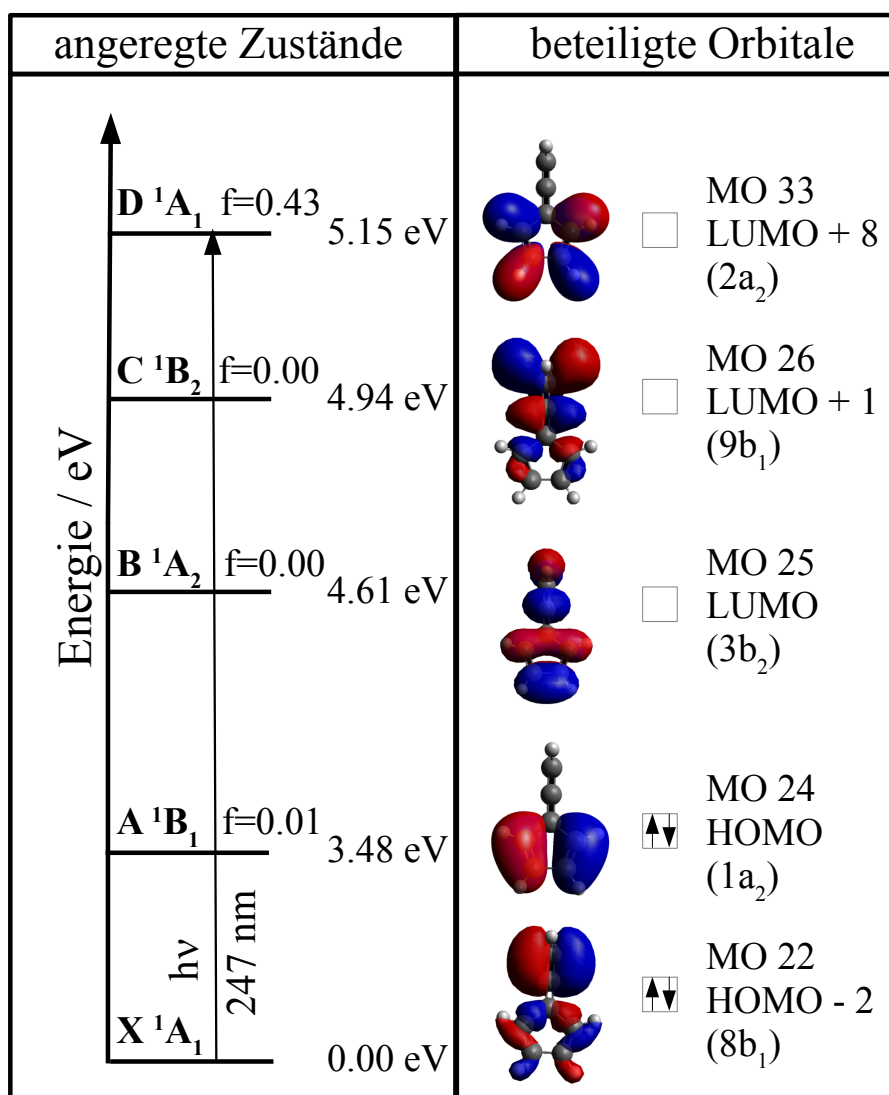 angeregte Zustände
beteiligte Orbitale
Energie / eV
D ¹A₁ f=0.43
5.15 eV
C ¹B₂ f=0.00
4.94 eV
B ¹A₂ f=0.00
4.61 eV
A ¹B₁ f=0.01
3.48 eV
hν
247 nm
X ¹A₁
0.00 eV
MO 33
LUMO + 8
(2a₂)
MO 26
LUMO + 1
(9b₁)
MO 25
LUMO
(3b₂)
MO 24
HOMO
(1a₂)
MO 22
HOMO - 2
(8b₁)